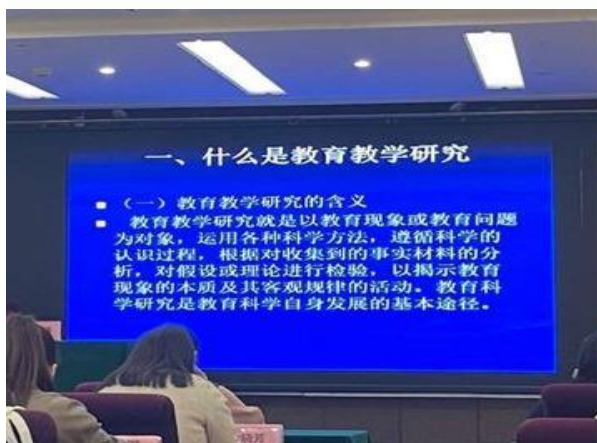 一、什么是教育教学研究
（一）教育教学研究的含义
教育教学研究就是以教育现象或教育问题
为对象，运用各种科学方法，遵循科学的
认识过程，根据对收集到的事实材料的分
析，对假设或理论进行检验，以揭示教育
现象的本质及其客观规律的活动。教育科
学研究是教育科学自身发展的基本途径。